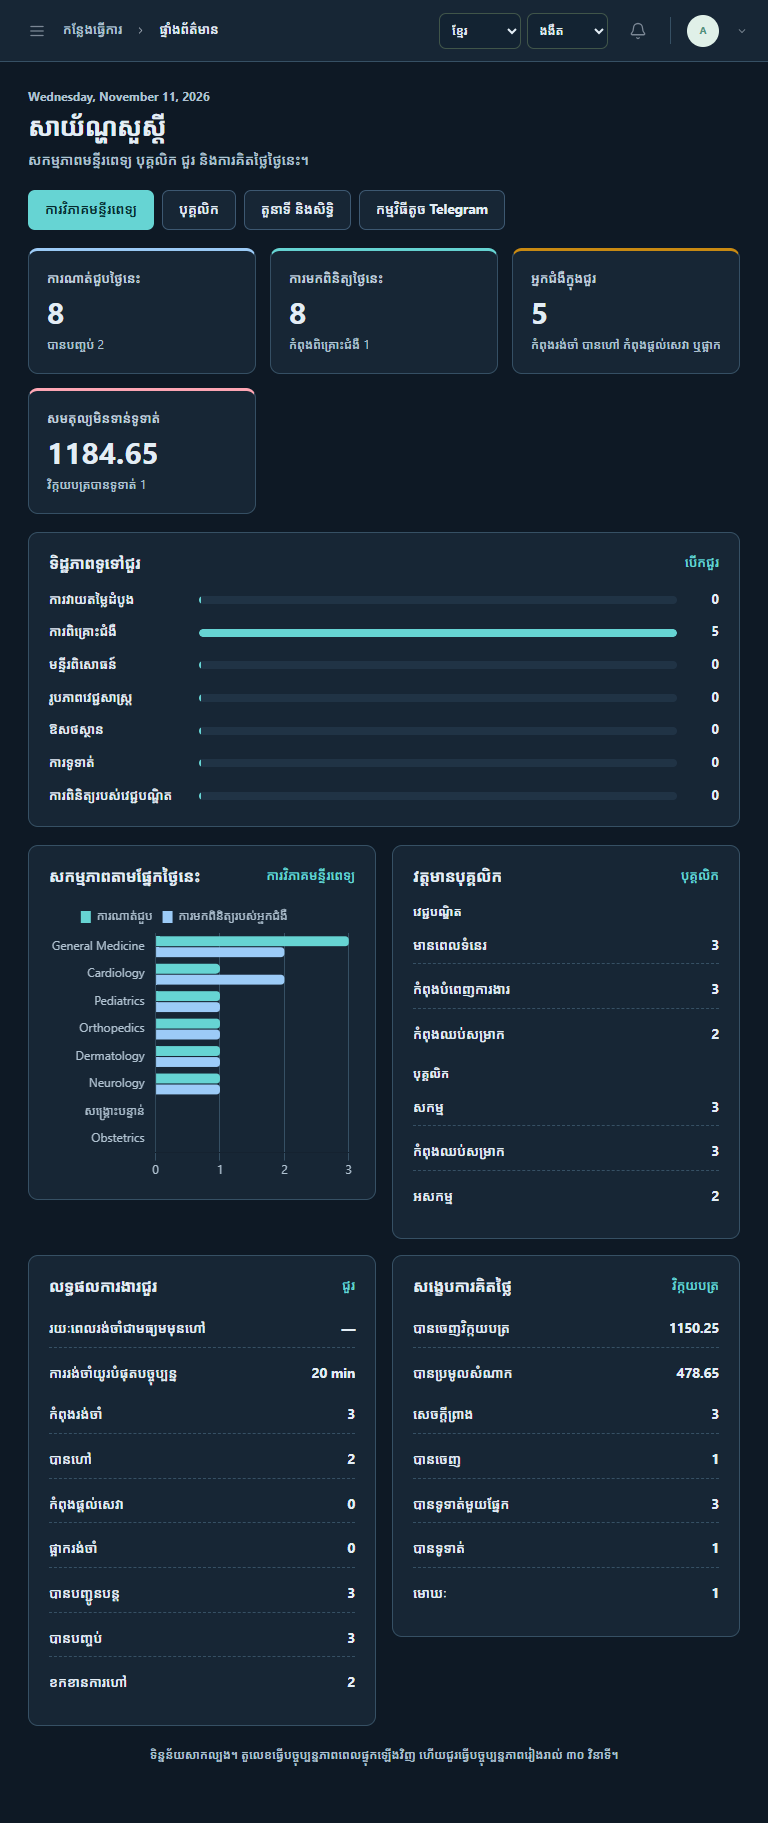 កន្លែងធ្វើការ › ផ្ទាំងព័ត៌មាន ខ្មែរ ងងឹត A
Wednesday, November 11, 2026
សាយ័ណ្ហសួស្តី
សកម្មភាពមន្ទីរពេទ្យ បុគ្គលិក ជួរ និងការគិតថ្លៃថ្ងៃនេះ។
ការវិភាគមន្ទីរពេទ្យ បុគ្គលិក តួនាទី និងសិទ្ធិ កម្មវិធីតូច Telegram
ការណាត់ជួបថ្ងៃនេះ
8
បានបញ្ចប់ 2
ការមកពិនិត្យថ្ងៃនេះ
8
កំពុងពិគ្រោះជំងឺ 1
អ្នកជំងឺក្នុងជួរ
5
កំពុងរង់ចាំ បានហៅ កំពុងផ្តល់សេវា ឬផ្អាក
សមតុល្យមិនទាន់ទូទាត់
1184.65
វិក្កយបត្របានទូទាត់ 1
ទិដ្ឋភាពទូទៅជួរ បើកជួរ
ការវាយតម្លៃដំបូង 0
ការពិគ្រោះជំងឺ 5
មន្ទីរពិសោធន៍ 0
រូបភាពវេជ្ជសាស្ត្រ 0
ឱសថស្ថាន 0
ការទូទាត់ 0
ការពិនិត្យរបស់វេជ្ជបណ្ឌិត 0
សកម្មភាពតាមផ្នែកថ្ងៃនេះ ការវិភាគមន្ទីរពេទ្យ
ការណាត់ជួប ការមកពិនិត្យរបស់អ្នកជំងឺ
General Medicine
Cardiology
Pediatrics
Orthopedics
Dermatology
Neurology
សង្គ្រោះបន្ទាន់
Obstetrics
0 1 2 3
វត្តមានបុគ្គលិក បុគ្គលិក
វេជ្ជបណ្ឌិត
មានពេលទំនេរ 3
កំពុងបំពេញការងារ 3
កំពុងឈប់សម្រាក 2
បុគ្គលិក
សកម្ម 3
កំពុងឈប់សម្រាក 3
អសកម្ម 2
លទ្ធផលការងារជួរ ជួរ
រយៈពេលរង់ចាំជាមធ្យមមុនហៅ —
ការរង់ចាំយូរបំផុតបច្ចុប្បន្ន 20 min
កំពុងរង់ចាំ 3
បានហៅ 2
កំពុងផ្តល់សេវា 0
ផ្អាករង់ចាំ 0
បានបញ្ជូនបន្ត 3
បានបញ្ចប់ 3
ខកខានការហៅ 2
សង្ខេបការគិតថ្លៃ វិក្កយបត្រ
បានចេញវិក្កយបត្រ 1150.25
បានប្រមូលសំណាក 478.65
សេចក្តីព្រាង 3
បានចេញ 1
បានទូទាត់មួយផ្នែក 3
បានទូទាត់ 1
មោឃៈ 1
ទិន្នន័យសាកល្បង។ តួលេខធ្វើបច្ចុប្បន្នភាពពេលផ្ទុកឡើងវិញ ហើយជួរធ្វើបច្ចុប្បន្នភាពរៀងរាល់ ៣០ វិនាទី។